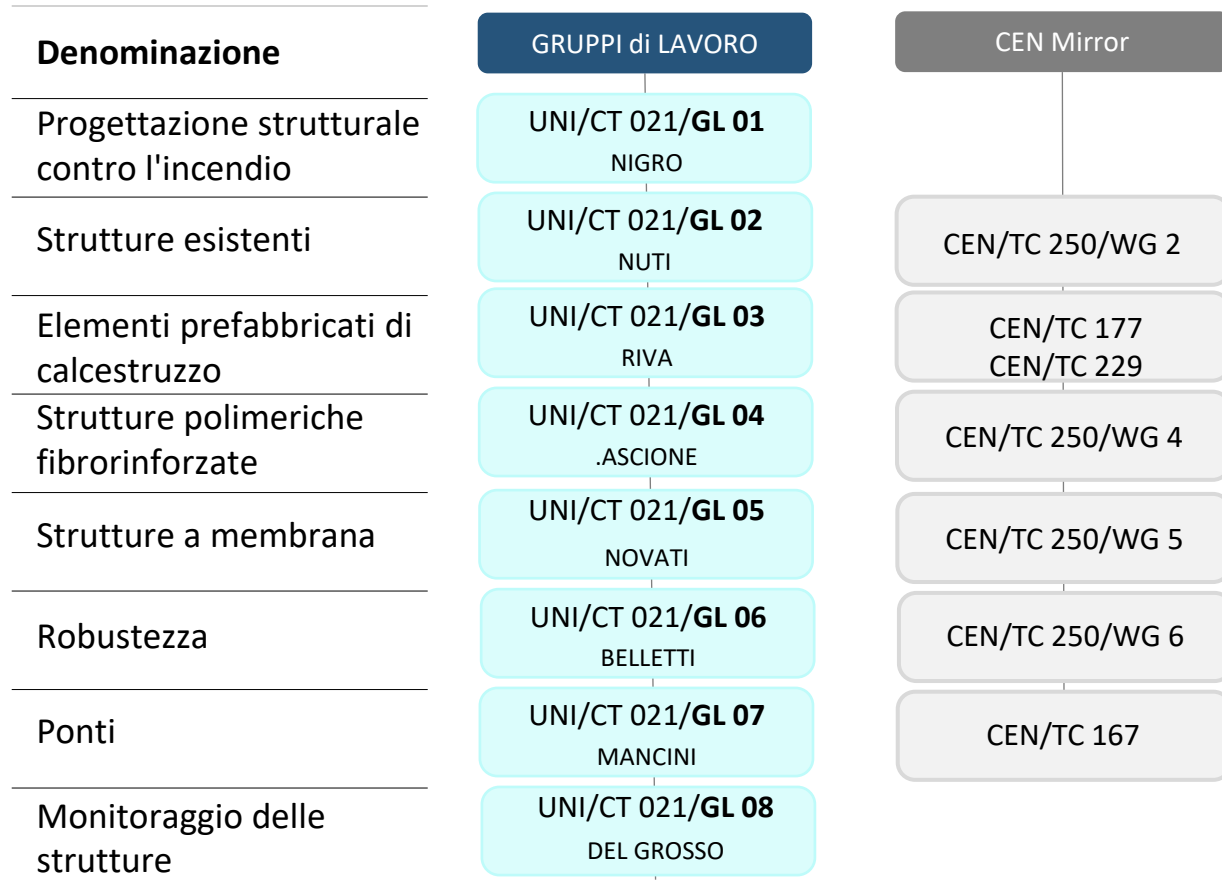 Denominazione
GRUPPI di LAVORO
CEN Mirror
Progettazione strutturale
contro l'incendio
UNI/CT 021/GL 01
NIGRO
Strutture esistenti
UNI/CT 021/GL 02
NUTI
CEN/TC 250/WG 2
Elementi prefabbricati di
calcestruzzo
UNI/CT 021/GL 03
RIVA
CEN/TC 177
CEN/TC 229
Strutture polimeriche
fibrorinforzate
UNI/CT 021/GL 04
.ASCIONE
CEN/TC 250/WG 4
Strutture a membrana
UNI/CT 021/GL 05
NOVATI
CEN/TC 250/WG 5
Robustezza
UNI/CT 021/GL 06
BELLETTI
CEN/TC 250/WG 6
Ponti
UNI/CT 021/GL 07
MANCINI
CEN/TC 167
Monitoraggio delle
strutture
UNI/CT 021/GL 08
DEL GROSSO